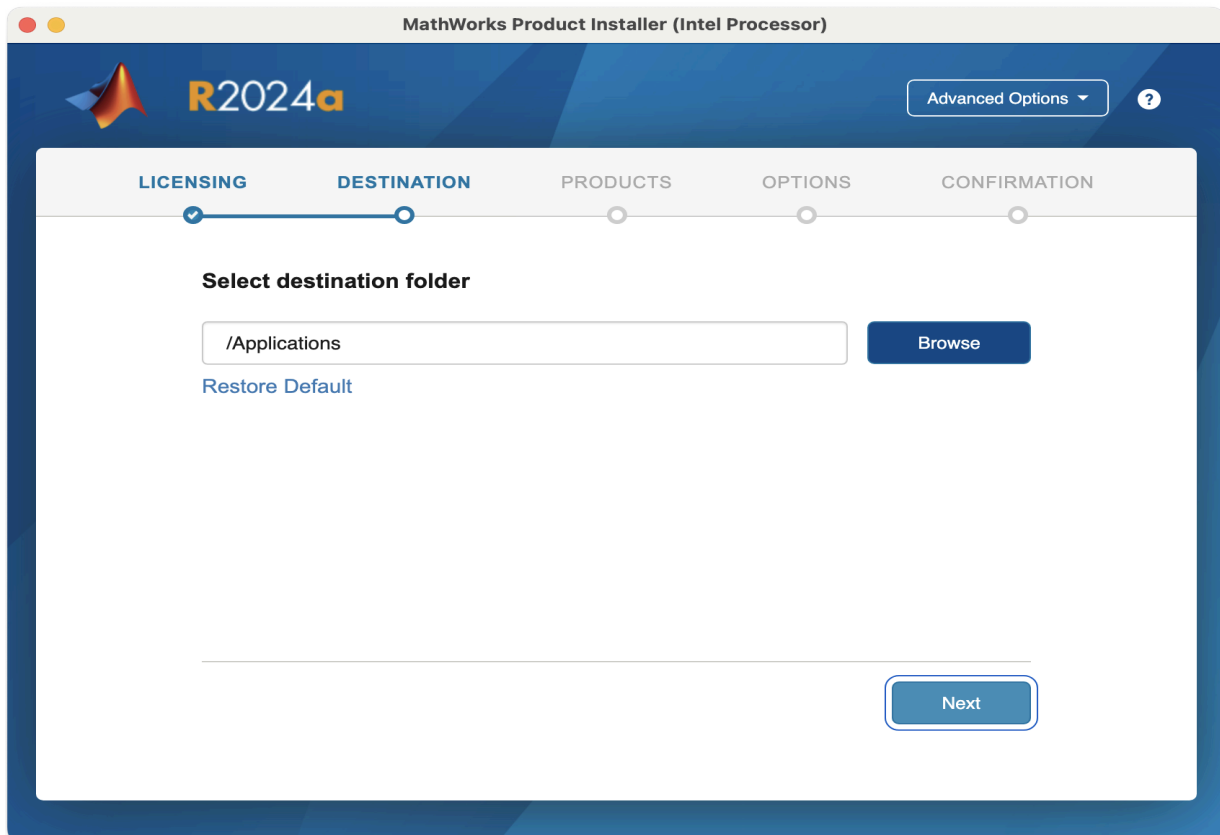 MathWorks Product Installer (Intel Processor)
R2024a
Advanced Options
?
LICENSING DESTINATION PRODUCTS OPTIONS CONFIRMATION
Select destination folder
/Applications
Browse
Restore Default
Next